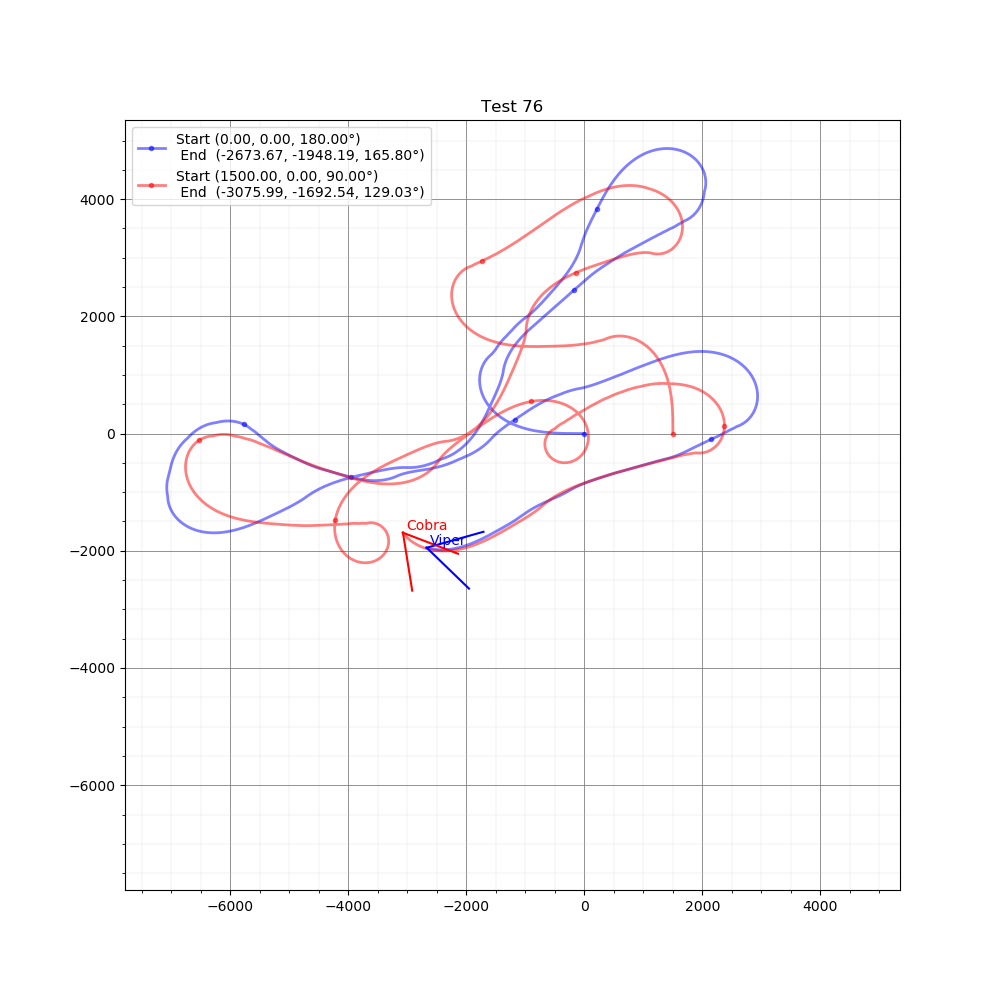 Test 76
Start (0.00, 0.00, 180.00°)
End (-2673.67, -1948.19, 165.80°)
Start (1500.00, 0.00, 90.00°)
End (-3075.99, -1692.54, 129.03°)
4000
2000
0
−2000
−4000
−6000
Cobra
Viper
−6000 −4000 −2000 0 2000 4000